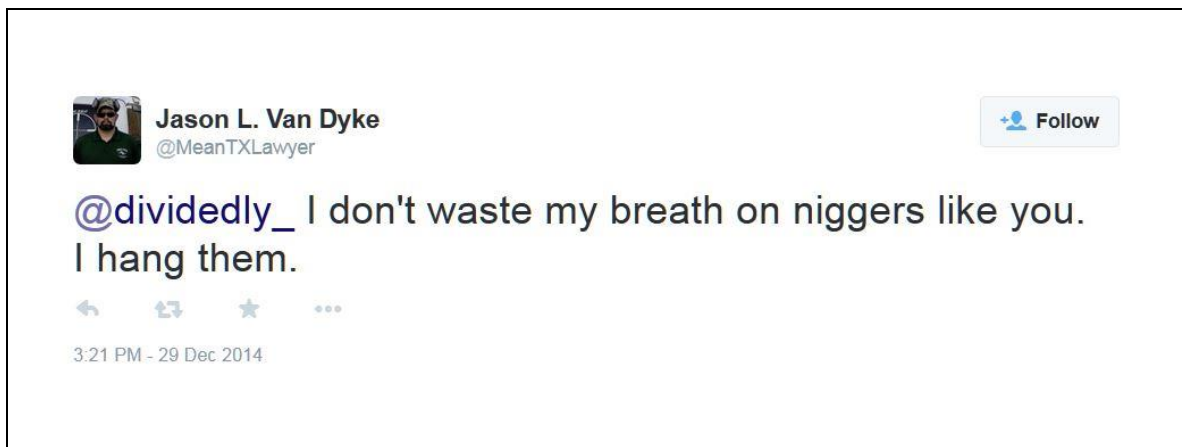 Jason L. Van Dyke
@MeanTXLawyer
Follow
@dividedly_ I don't waste my breath on niggers like you.
I hang them.
3:21 PM - 29 Dec 2014